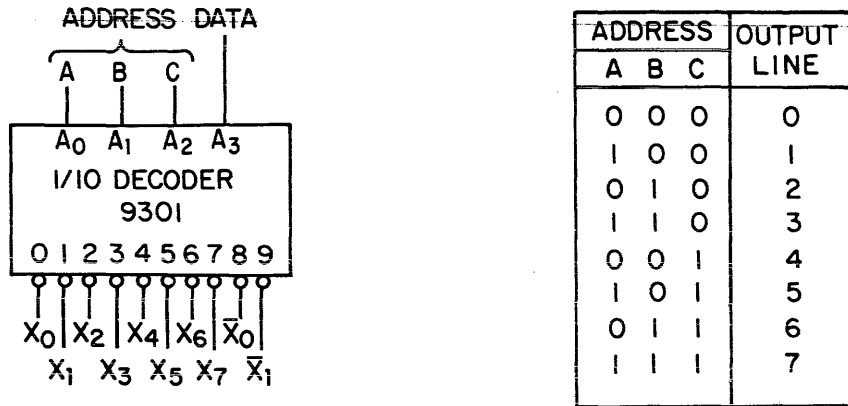 ADDRESS DATA
A B C
A₀ A₁ A₂ A₃
1/10 DECODER
9301
0 1 2 3 4 5 6 7 8 9
X₀ X₂ X₄ X₆ X̄₀
X₁ X₃ X₅ X₇ X̄₁
ADDRESS OUTPUT LINE
A B C
0 0 0 0
1 0 0 1
0 1 0 2
1 1 0 3
0 0 1 4
1 0 1 5
0 1 1 6
1 1 1 7